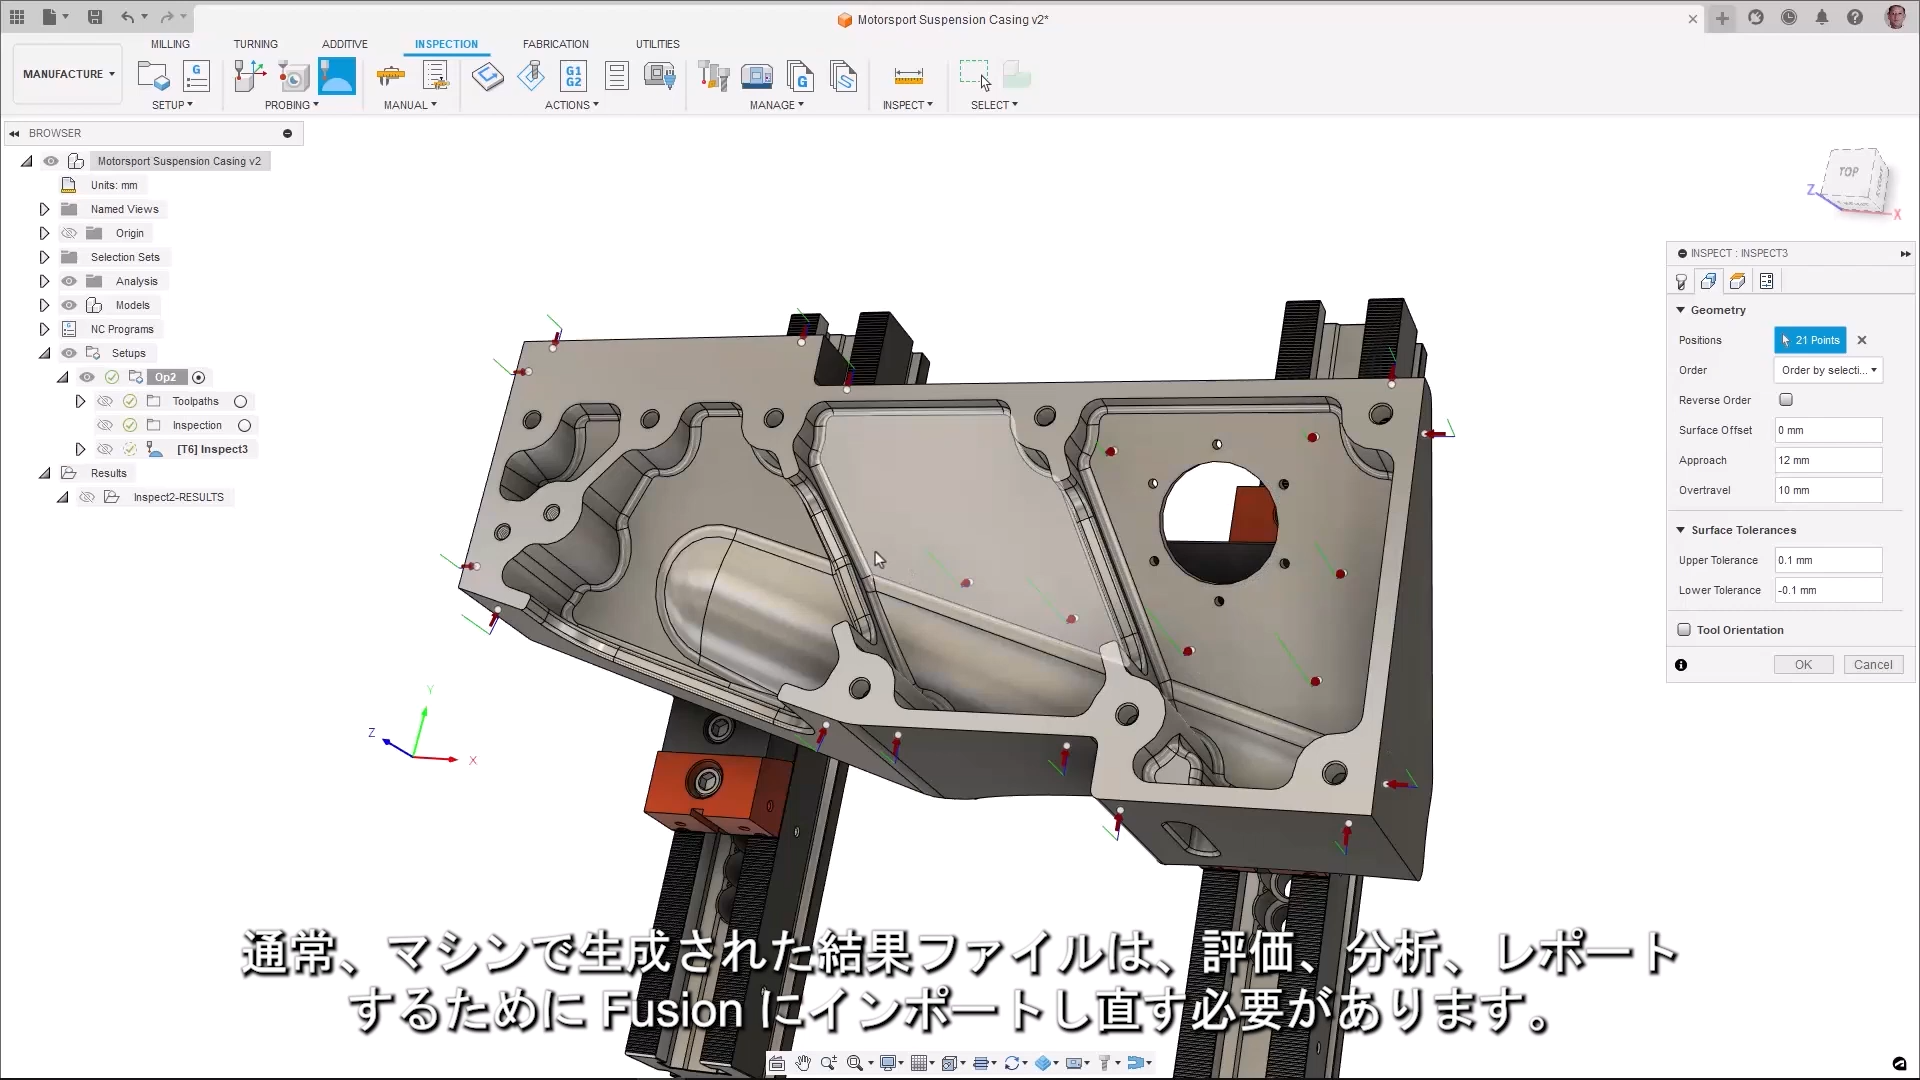 Motorsport Suspension Casing v2*
MILLING TURNING ADDITIVE INSPECTION FABRICATION UTILITIES
MANUFACTURE
G
G1
G2
G
SETUP PROBING MANUAL ACTIONS MANAGE INSPECT SELECT
BROWSER
Motorsport Suspension Casing v2
Units: mm
Named Views
Origin
Selection Sets
Analysis
Models
NC Programs
Setups
Op2
Toolpaths
Inspection
[T6] Inspect3
Results
Inspect2-RESULTS
TOP
Z
X
INSPECT : INSPECT3
Geometry
Positions 21 Points
Order Order by selecti...
Reverse Order
Surface Offset 0 mm
Approach 12 mm
Overtravel 10 mm
Surface Tolerances
Upper Tolerance 0.1 mm
Lower Tolerance -0.1 mm
Tool Orientation
OK Cancel
Y
Z
X
通常、マシンで生成された結果ファイルは、評価、分析、レポート
するために Fusion にインポートし直す必要があります。